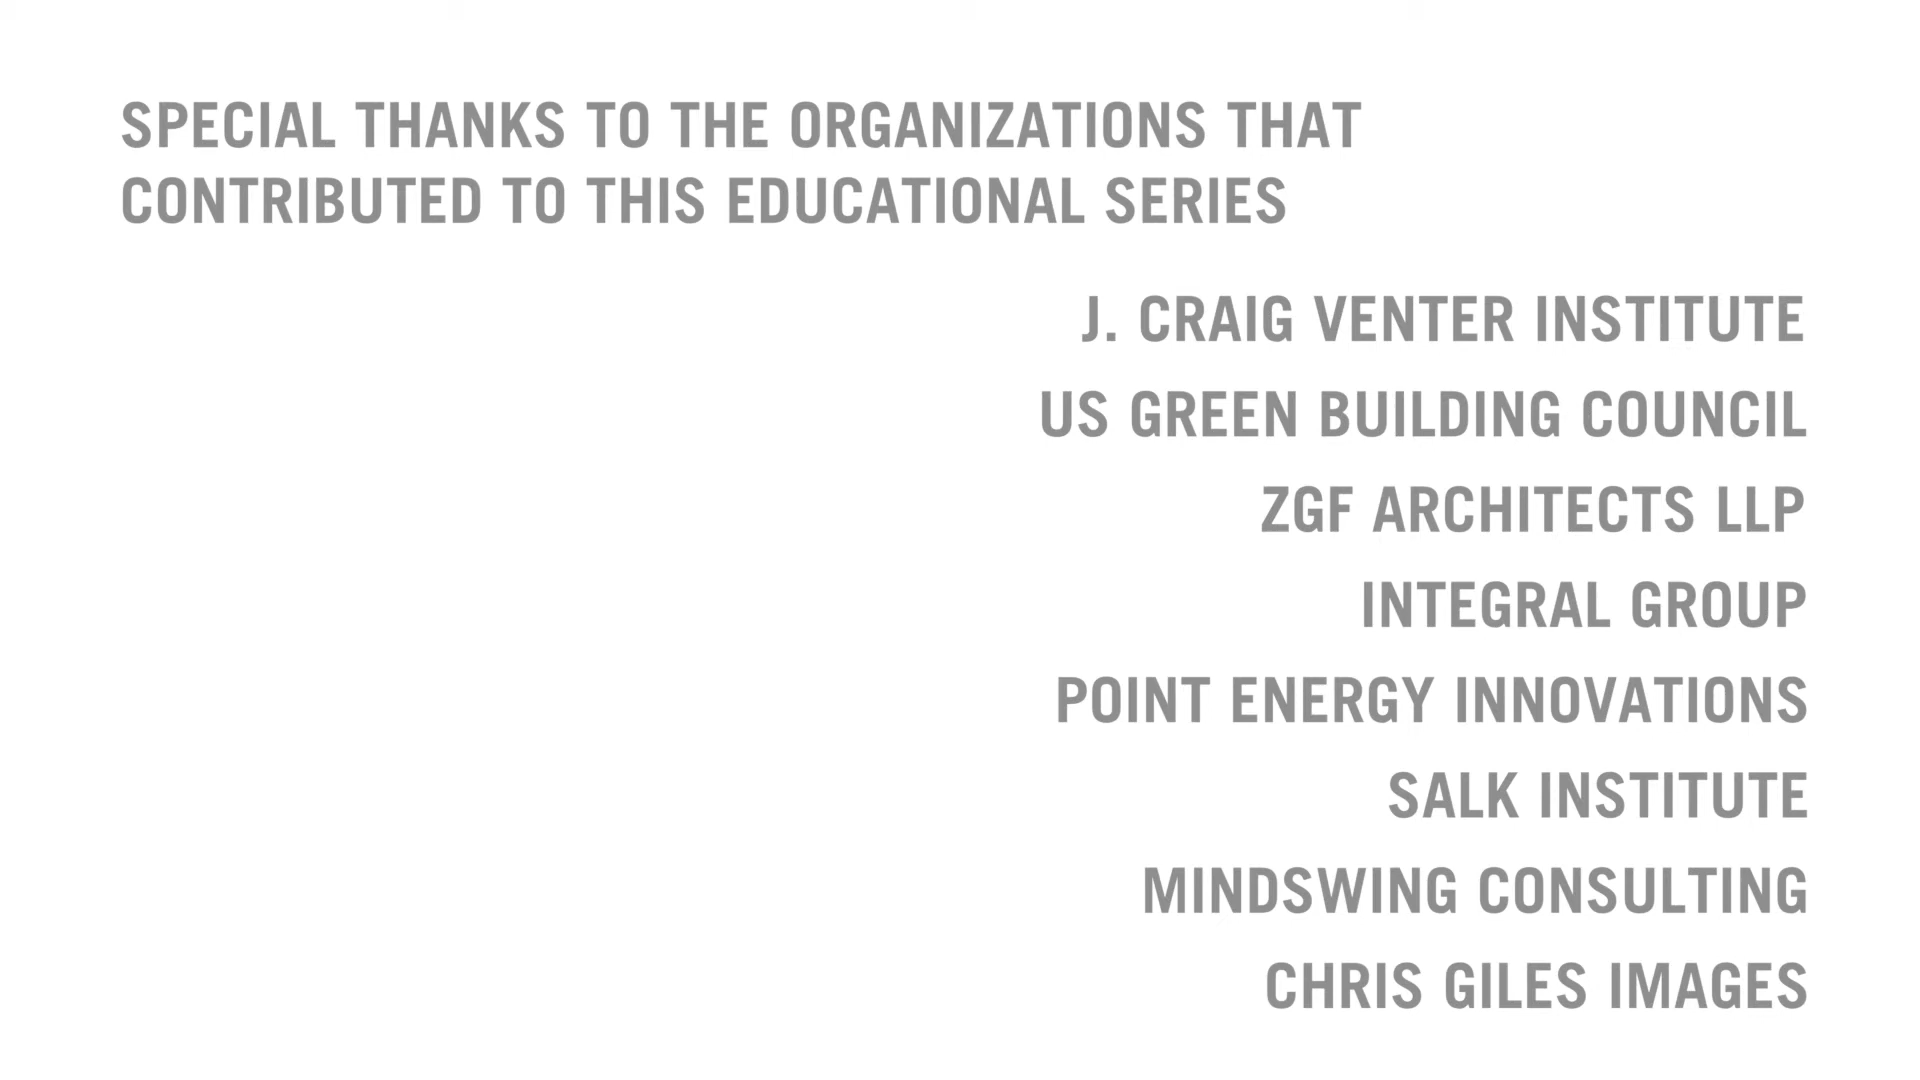 SPECIAL THANKS TO THE ORGANIZATIONS THAT
CONTRIBUTED TO THIS EDUCATIONAL SERIES
J. CRAIG VENTER INSTITUTE
US GREEN BUILDING COUNCIL
ZGF ARCHITECTS LLP
INTEGRAL GROUP
POINT ENERGY INNOVATIONS
SALK INSTITUTE
MINDSWING CONSULTING
CHRIS GILES IMAGES